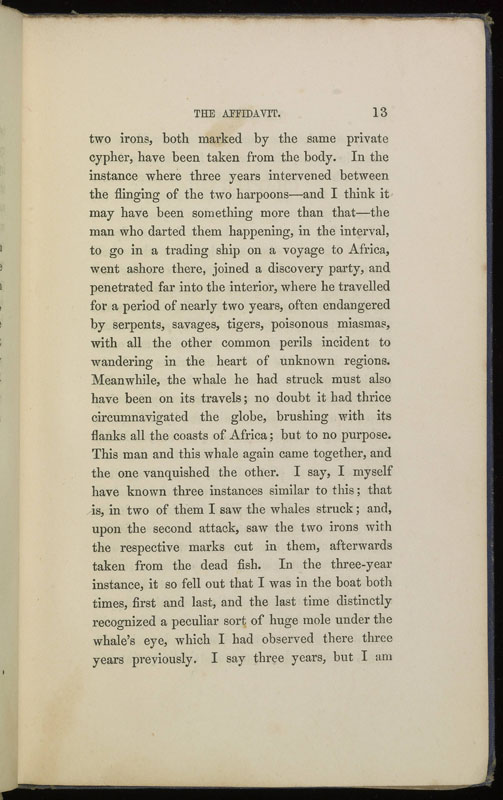 THE AFFIDAVIT. 13
two irons, both marked by the same private
cypher, have been taken from the body. In the
instance where three years intervened between
the flinging of the two harpoons—and I think it
may have been something more than that—the
man who darted them happening, in the interval,
to go in a trading ship on a voyage to Africa,
went ashore there, joined a discovery party, and
penetrated far into the interior, where he travelled
for a period of nearly two years, often endangered
by serpents, savages, tigers, poisonous miasmas,
with all the other common perils incident to
wandering in the heart of unknown regions.
Meanwhile, the whale he had struck must also
have been on its travels; no doubt it had thrice
circumnavigated the globe, brushing with its
flanks all the coasts of Africa; but to no purpose.
This man and this whale again came together, and
the one vanquished the other. I say, I myself
have known three instances similar to this; that
is, in two of them I saw the whales struck; and,
upon the second attack, saw the two irons with
the respective marks cut in them, afterwards
taken from the dead fish. In the three-year
instance, it so fell out that I was in the boat both
times, first and last, and the last time distinctly
recognized a peculiar sort of huge mole under the
whale's eye, which I had observed there three
years previously. I say three years, but I am